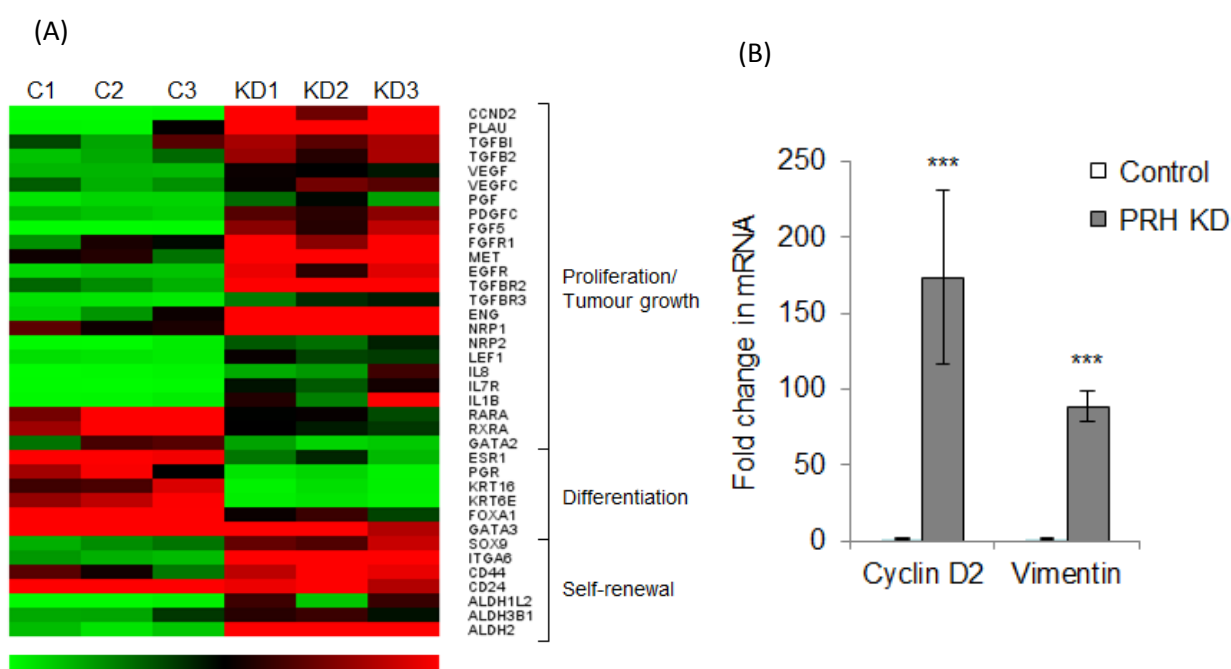 (A)
C1 C2 C3 KD1 KD2 KD3
CCND2
PLAU
TGFBI
TGFB2
VEGF
VEGFC
PGF
PDGFC
FGF5
FGFR1
MET
EGFR
TGFBR2
TGFBR3
ENG
NRP1
NRP2
LEF1
IL8
IL7R
IL1B
RARA
RXRA
GATA2
ESR1
PGR
KRT16
KRT6E
FOXA1
GATA3
SOX9
ITGA6
CD44
CD24
ALDH1L2
ALDH3B1
ALDH2
Proliferation/
Tumour growth
Differentiation
Self-renewal
(B)
Fold change in mRNA
250
200
150
100
50
0
***
***
Control
PRH KD
Cyclin D2 Vimentin